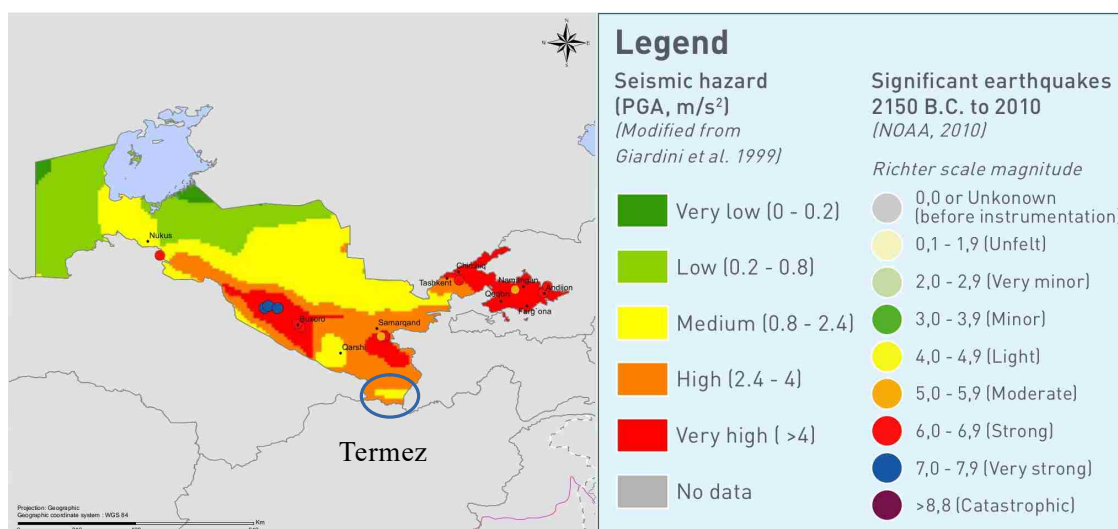 N
W
E
S
Nukus
Chirchiq
Tashkent
Namangan
Andijon
Qoqon
Farg`ona
Buxoro
Samarqand
Qarshi
Termez
Projection: Geographic
Geographic coordinate system : WGS 84
Km
Legend
Seismic hazard
(PGA, m/s²)
(Modified from
Giardini et al. 1999)
Very low (0 - 0.2)
Low (0.2 - 0.8)
Medium (0.8 - 2.4)
High (2.4 - 4)
Very high ( >4)
No data
Significant earthquakes
2150 B.C. to 2010
(NOAA, 2010)
Richter scale magnitude
0,0 or Unkonown
(before instrumentation)
0,1 - 1,9 (Unfelt)
2,0 - 2,9 (Very minor)
3,0 - 3,9 (Minor)
4,0 - 4,9 (Light)
5,0 - 5,9 (Moderate)
6,0 - 6,9 (Strong)
7,0 - 7,9 (Very strong)
>8,8 (Catastrophic)